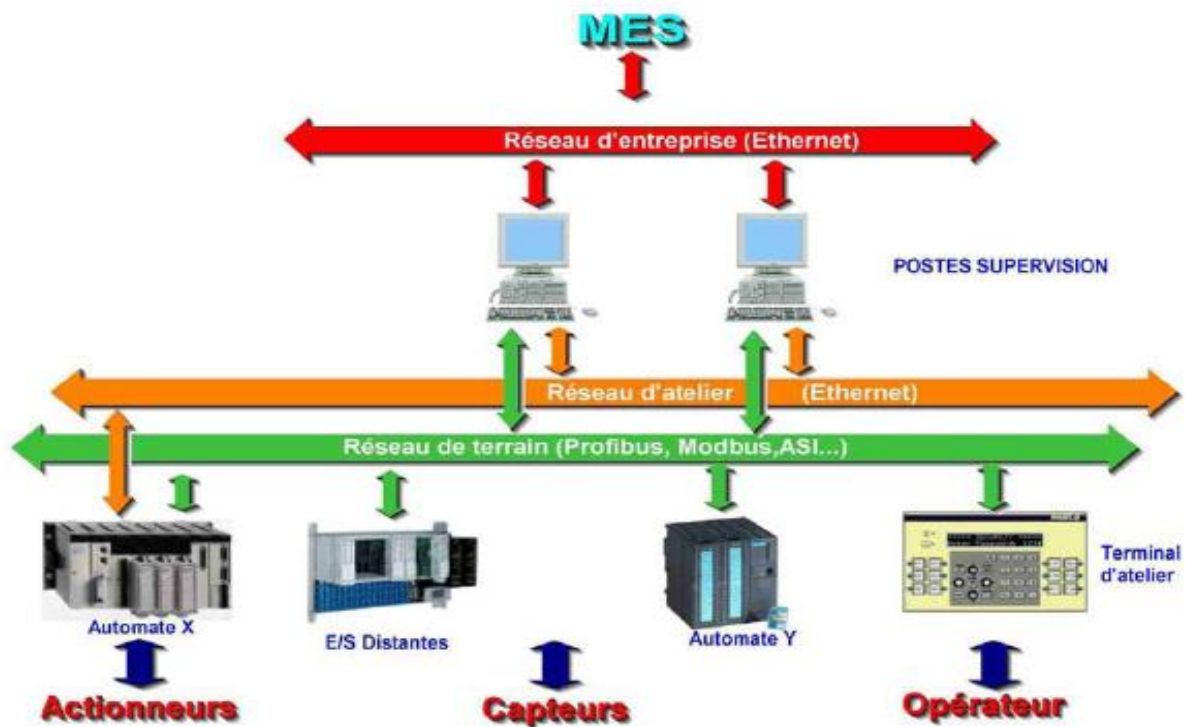 MES
Réseau d'entreprise (Ethernet)
POSTES SUPERVISION
Réseau d'atelier (Ethernet)
Réseau de terrain (Profibus, Modbus,ASI...)
Automate X
E/S Distantes
Automate Y
Terminal
d'atelier
Actionneurs
Capteurs
Opérateur